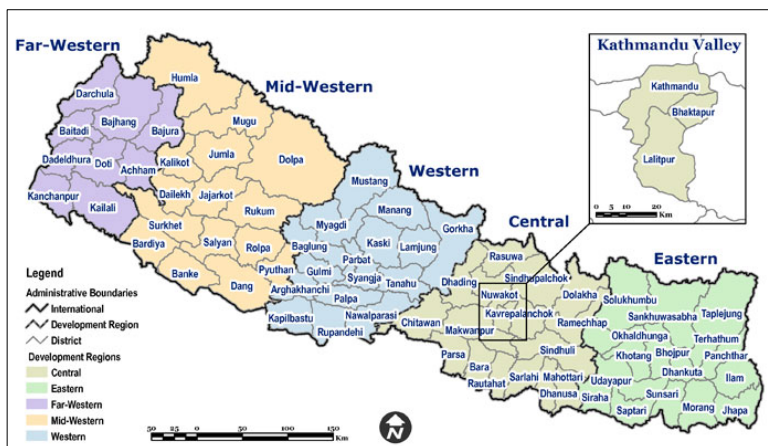 Far-Western
Mid-Western
Western
Central
Eastern
Kathmandu Valley
Kathmandu
Bhaktapur
Lalitpur
0 5 10 20
Km
Humla
Darchula
Bajhang
Mugu
Baitadi
Bajura
Jumla
Dolpa
Dadeldhura
Doti
Achham
Kalikot
Kanchanpur
Kailali
Dailekh
Jajarkot
Rukum
Surkhet
Bardiya
Salyan
Rolpa
Banke
Dang
Pyuthan
Mustang
Manang
Myagdi
Gorkha
Baglung
Kaski
Lamjung
Parbat
Gulmi
Syangja
Tanahu
Arghakhanchi
Palpa
Nawalparasi
Kapilbastu
Rupandehi
Rasuwa
Dhading
Sindhupalchok
Nuwakot
Dolakha
Kavrepalanchok
Chitawan
Makwanpur
Ramechhap
Parsa
Bara
Sindhuli
Rautahat
Sarlahi
Mahottari
Dhanusa
Solukhumbu
Sankhuwasabha
Taplejung
Okhaldhunga
Terhathum
Khotang
Bhojpur
Panchthar
Dhankuta
Udayapur
Ilam
Siraha
Sunsari
Saptari
Morang
Jhapa
Legend
Administrative Boundaries
International
Development Region
District
Development Regions
Central
Eastern
Far-Western
Mid-Western
Western
50 25 0 50 100 150
Km
N